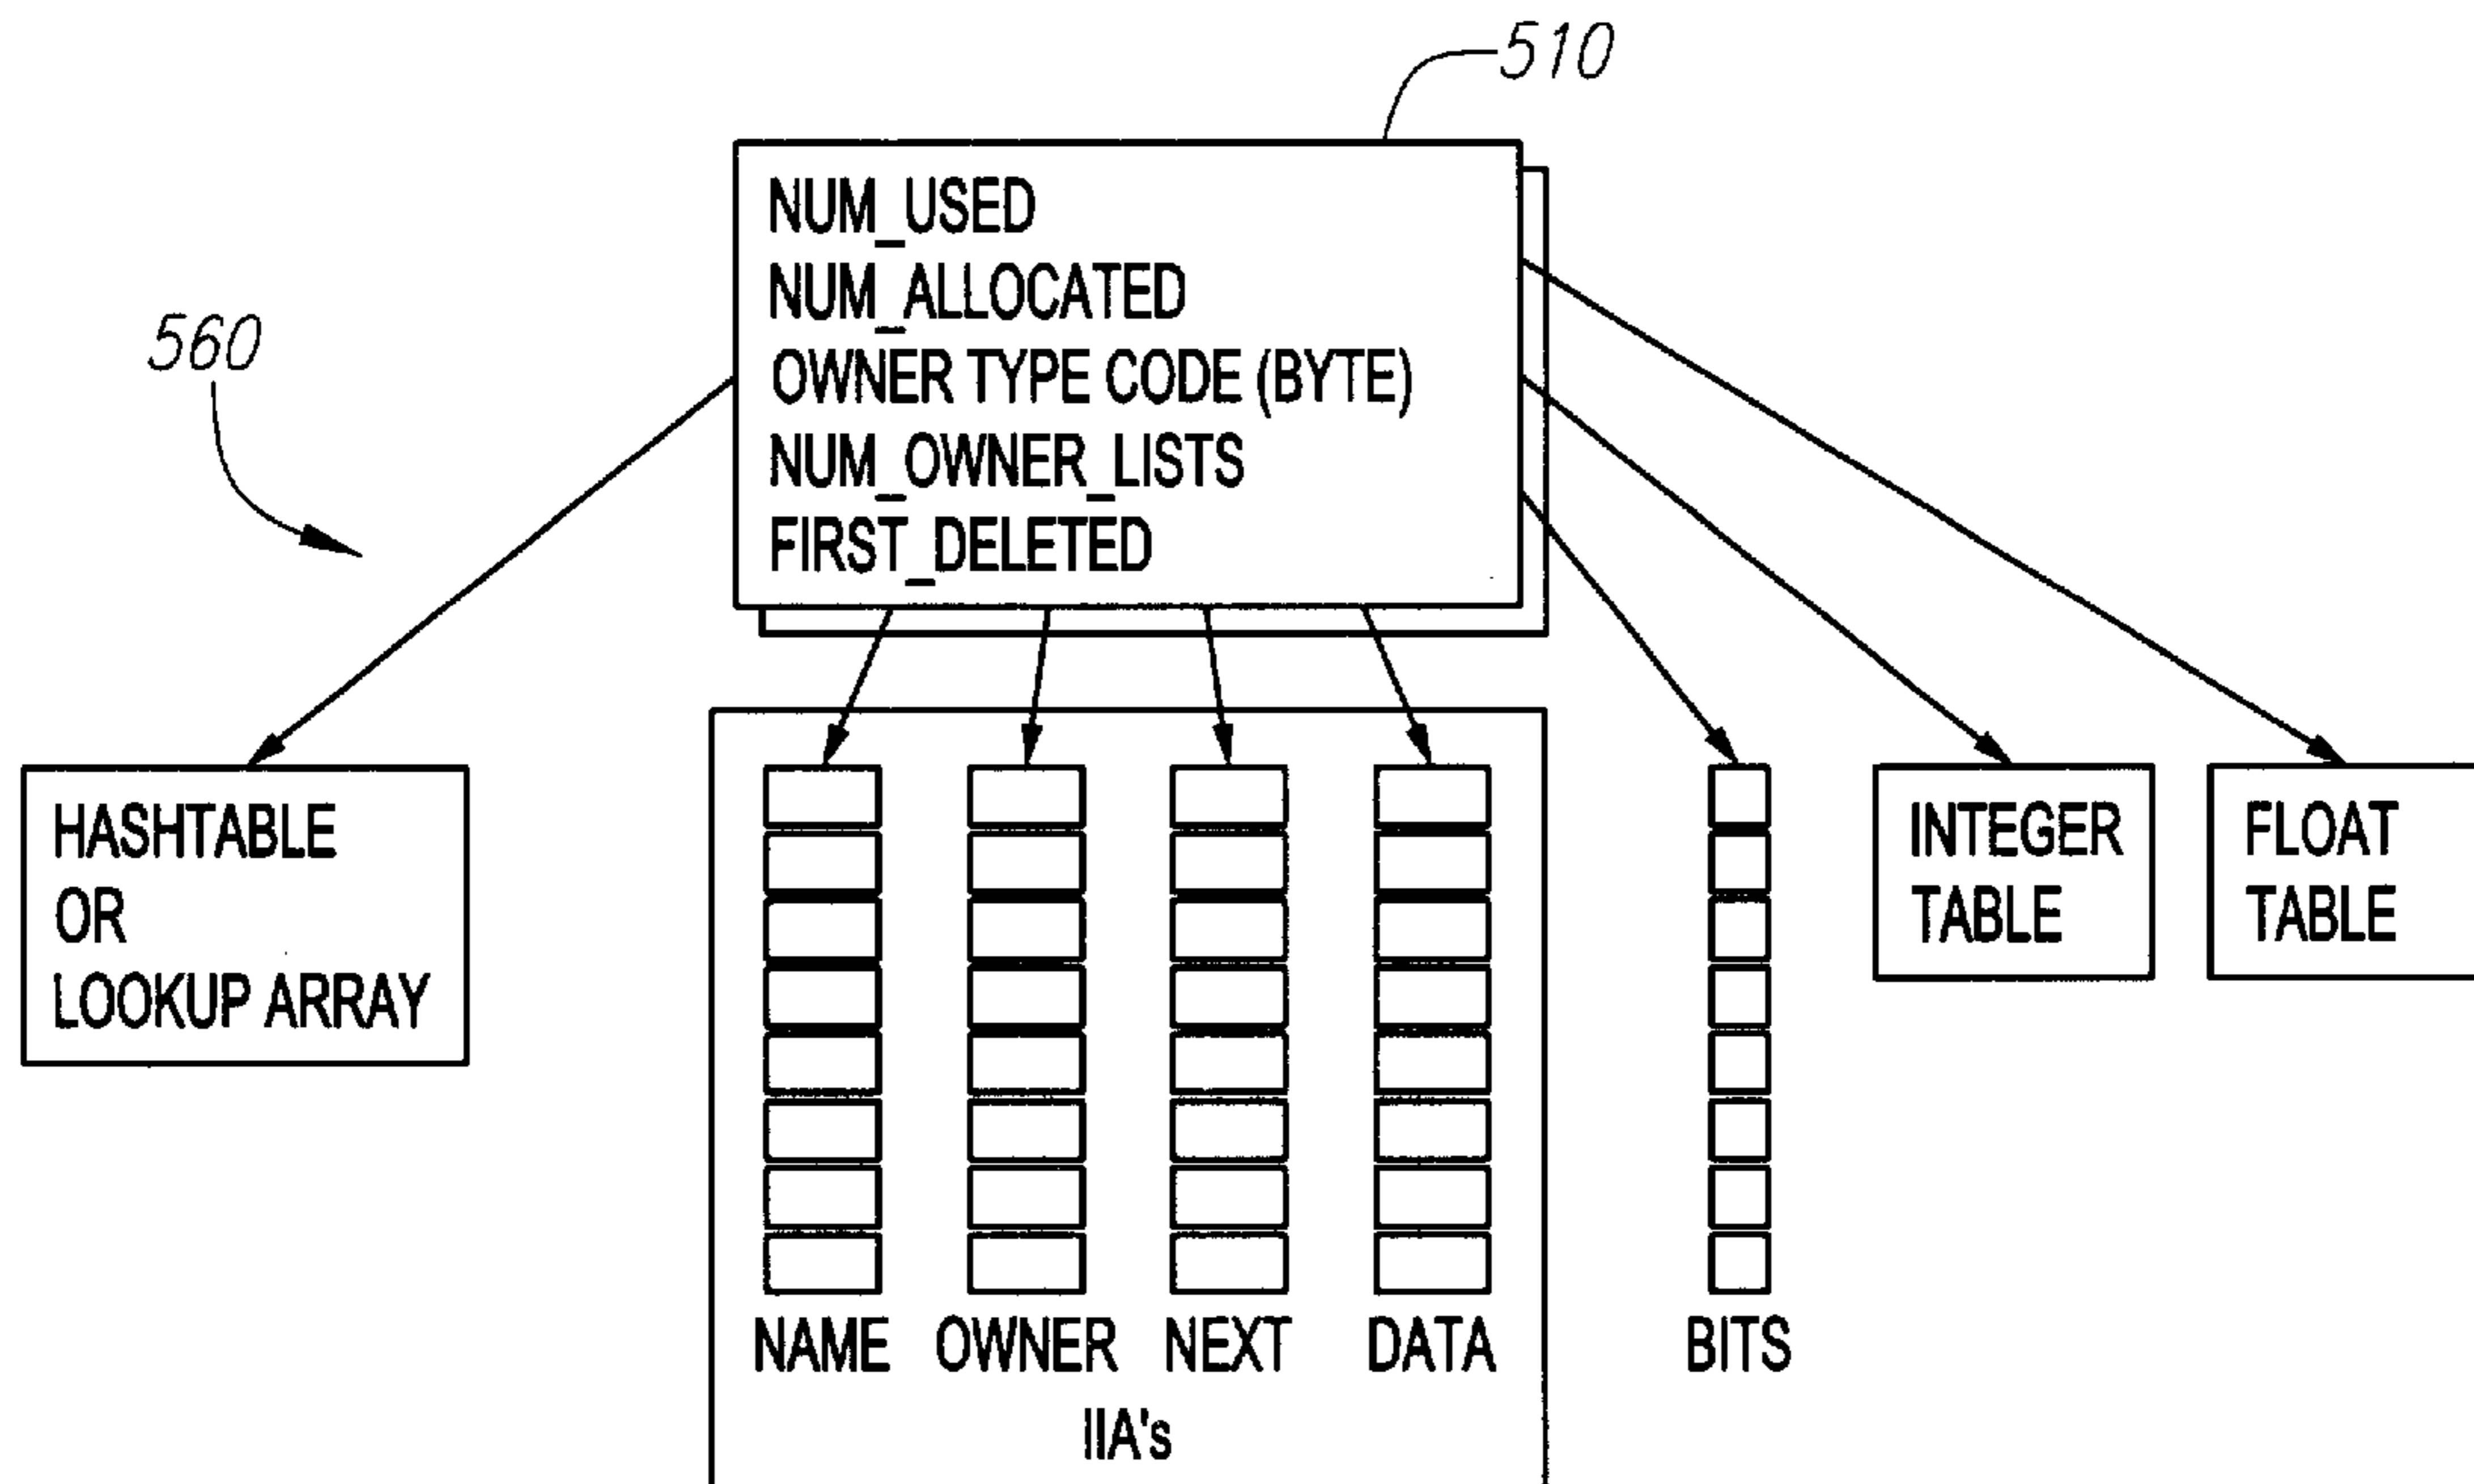 510
NUM_USED
NUM_ALLOCATED
OWNER TYPE CODE (BYTE)
NUM_OWNER_LISTS
FIRST_DELETED
560
HASHTABLE
OR
LOOKUP ARRAY
INTEGER
TABLE
FLOAT
TABLE
NAME OWNER NEXT DATA BITS
IIA's